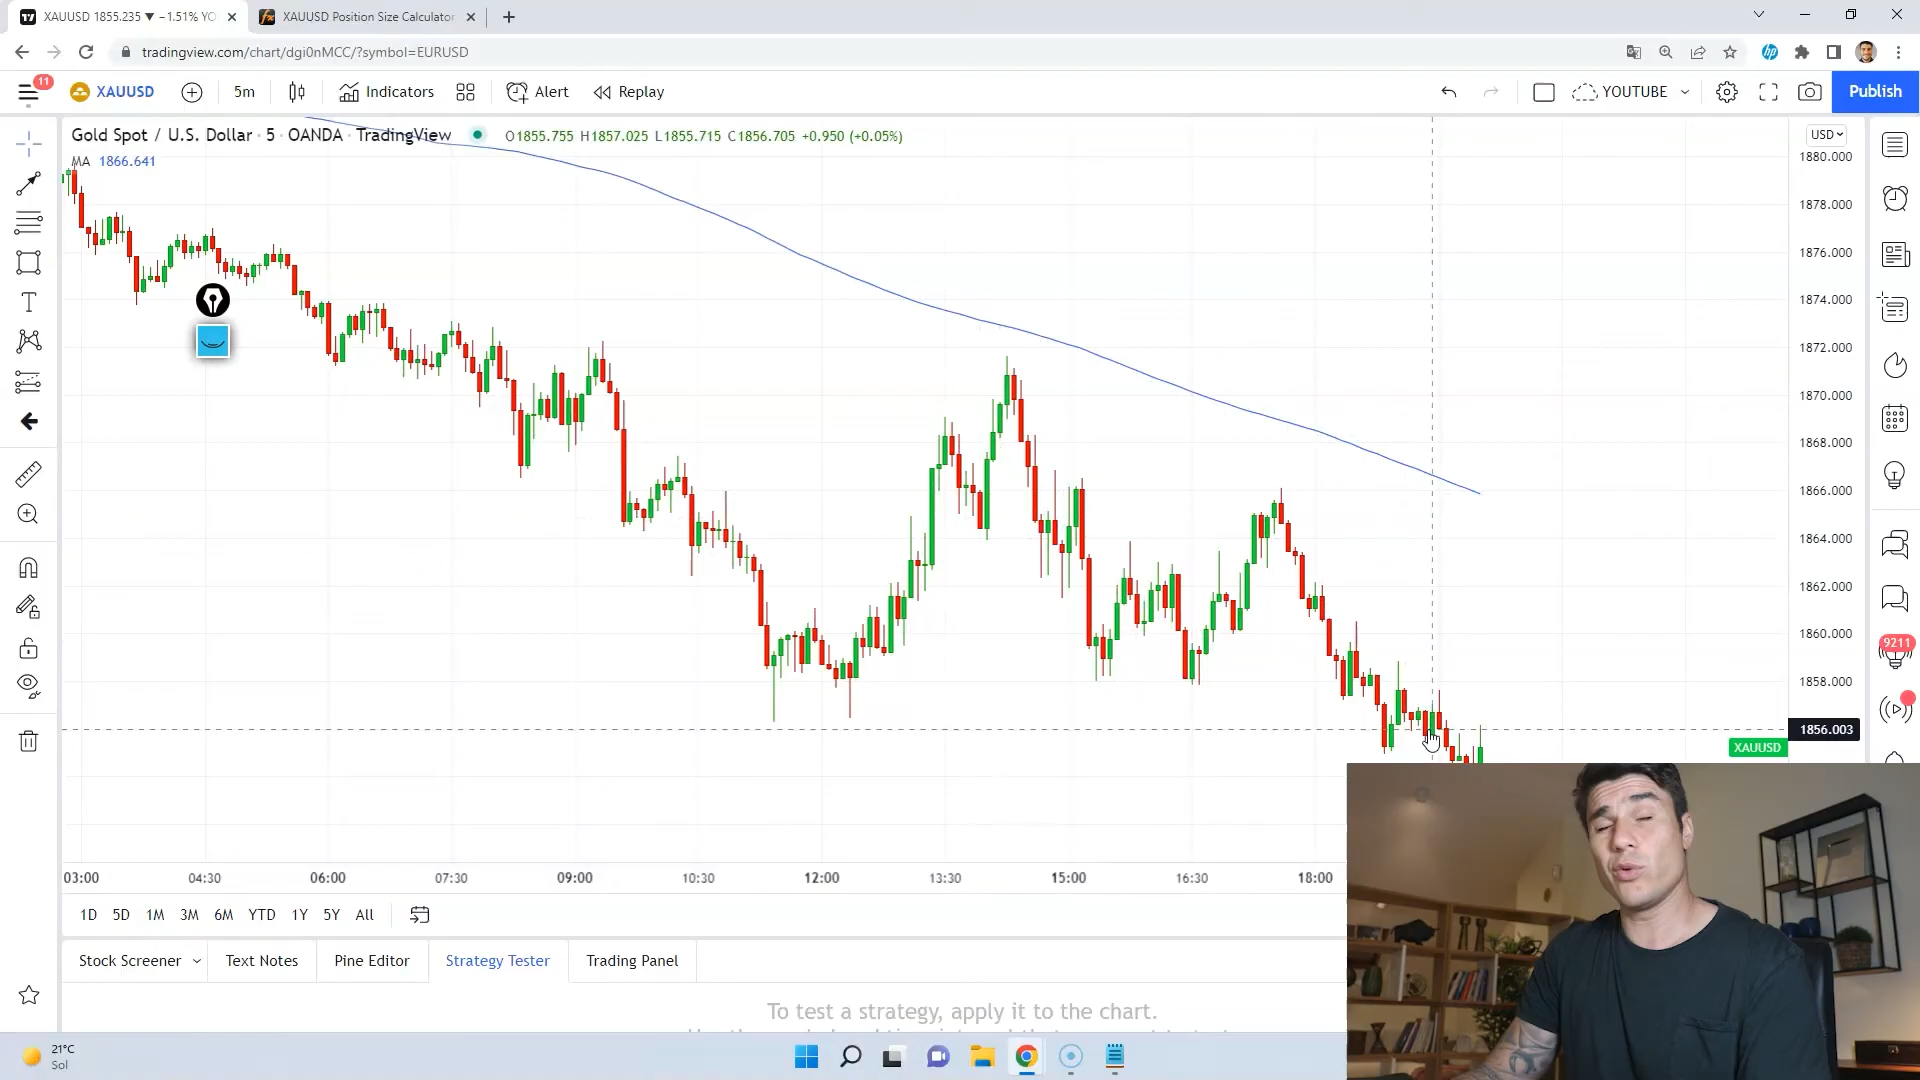 XAUUSD 1855.235 ▼ −1.51% YO
XAUUSD Position Size Calculator
tradingview.com/chart/dgi0nMCC/?symbol=EURUSD
11
XAUUSD
5m
Indicators
Alert
Replay
YOUTUBE
Publish
Gold Spot / U.S. Dollar · 5 · OANDA · TradingView
O1855.755 H1857.025 L1855.715 C1856.705 +0.950 (+0.05%)
MA 1866.641
USD
1880.000
1878.000
1876.000
1874.000
1872.000
1870.000
1868.000
1866.000
1864.000
1862.000
1860.000
1858.000
1856.003
XAUUSD
9211
03:00 04:30 06:00 07:30 09:00 10:30 12:00 13:30 15:00 16:30 18:00
1D 5D 1M 3M 6M YTD 1Y 5Y All
Stock Screener Text Notes Pine Editor Strategy Tester Trading Panel
To test a strategy, apply it to the chart.
21°C
Sol